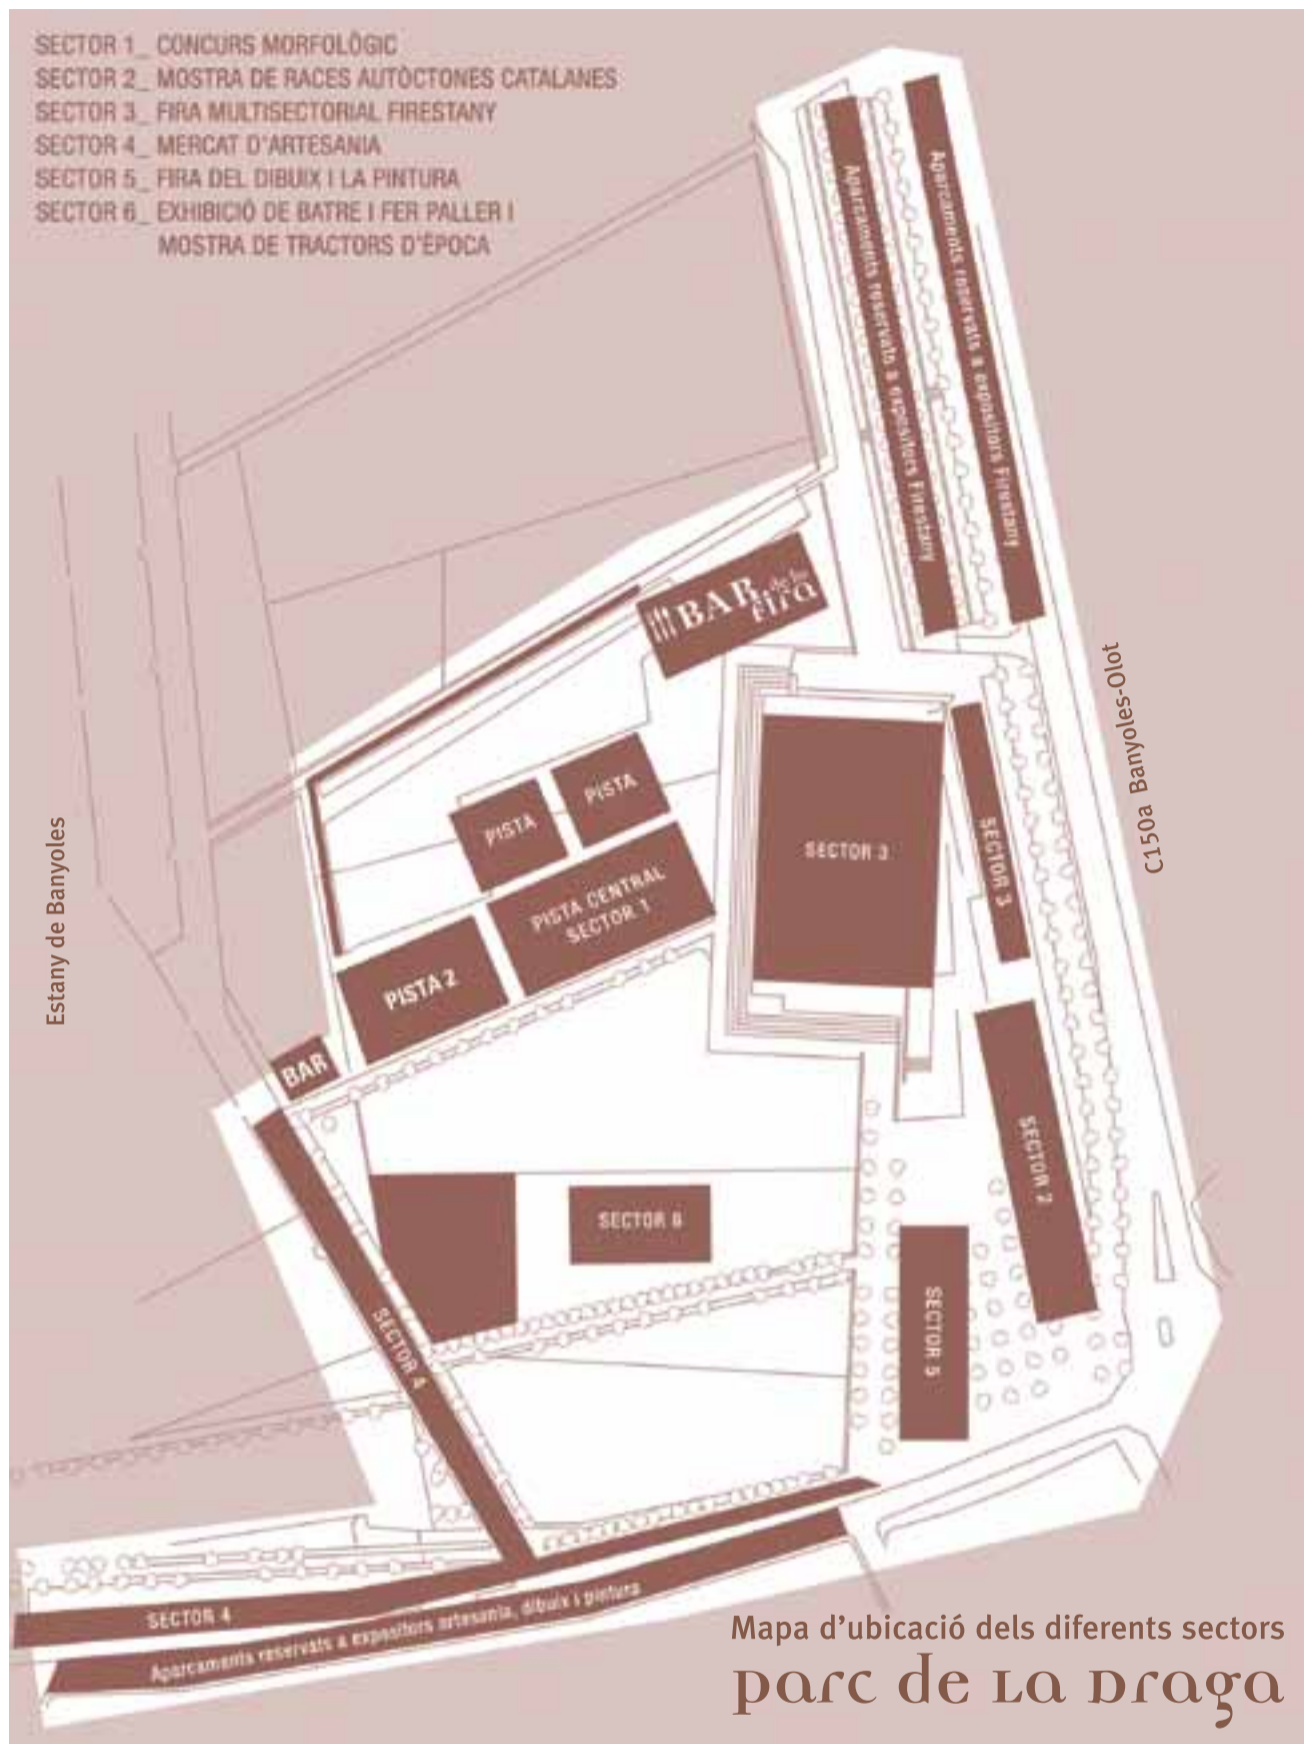 SECTOR 1_ CONCURS MORFOLÒGIC
SECTOR 2_ MOSTRA DE RACES AUTÒCTONES CATALANES
SECTOR 3_ FIRA MULTISECTORIAL FIRESTANY
SECTOR 4_ MERCAT D'ARTESANIA
SECTOR 5_ FIRA DEL DIBUIX I LA PINTURA
SECTOR 6_ EXHIBICIÓ DE BATRE I FER PALLER I
MOSTRA DE TRACTORS D'ÈPOCA
Aparcaments reservats a expositors Firestany
Aparcaments reservats a expositors Firestany
BAR de la fira
C150a Banyoles-Olot
Estany de Banyoles
PISTA
PISTA
PISTA CENTRAL
SECTOR 1
PISTA 2
BAR
SECTOR 3
SECTOR 3
SECTOR 2
SECTOR 6
SECTOR 5
SECTOR 4
SECTOR 4
Aparcaments reservats a expositors artesania, dibuix i pintura
Mapa d'ubicació dels diferents sectors
parc de La Draga